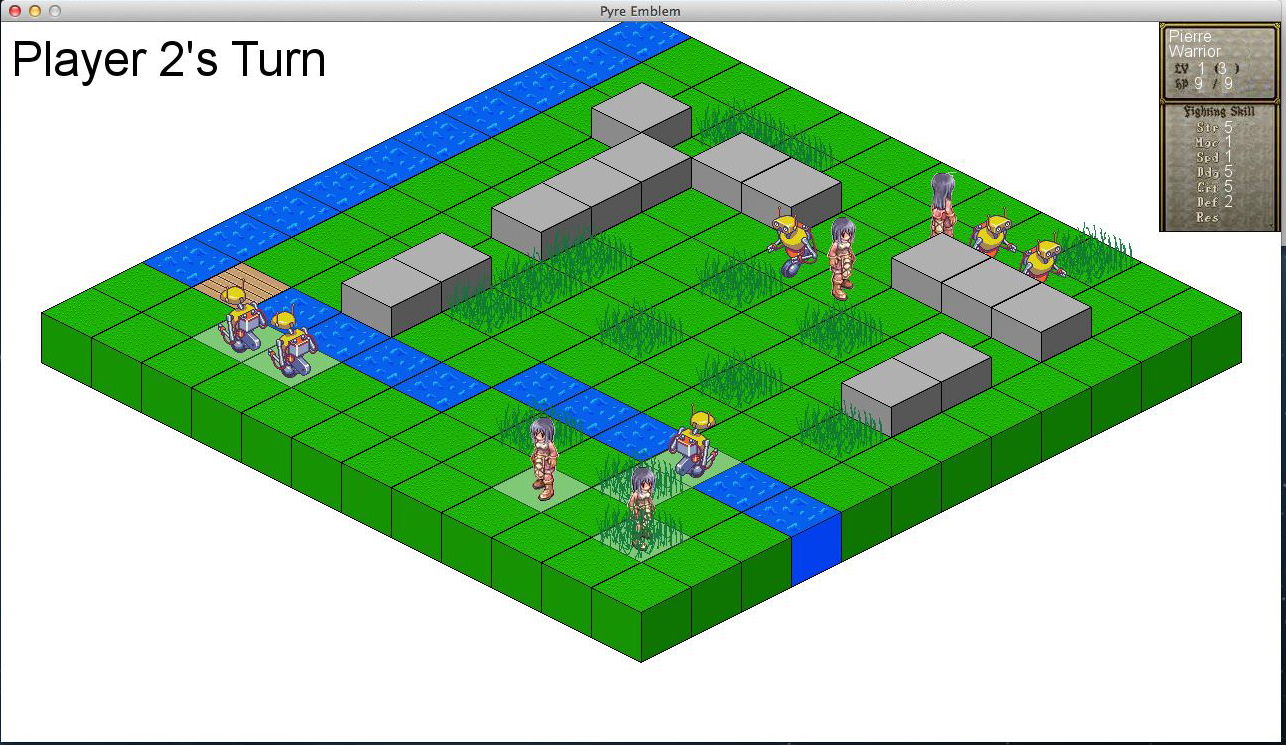 Pyre Emblem
Player 2's Turn
Pierre
Warrior
LV 1 (3 )
HP 9 / 9
Fighting Skill
Str 5
Mac 1
Spd 1
Ddg 5
Crt 5
Def 2
Res